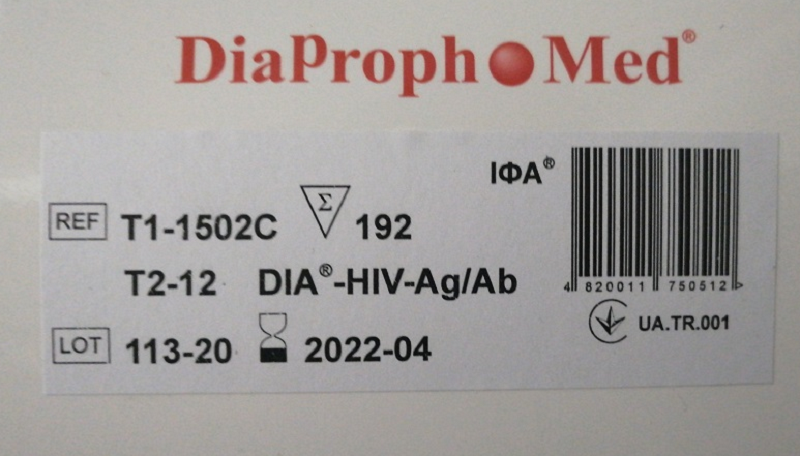 DiaProph Med®
ІФА®
REF T1-1502C Σ 192
T2-12 DIA®-HIV-Ag/Ab
4 820011 750512 >
UA.TR.001
LOT 113-20 2022-04